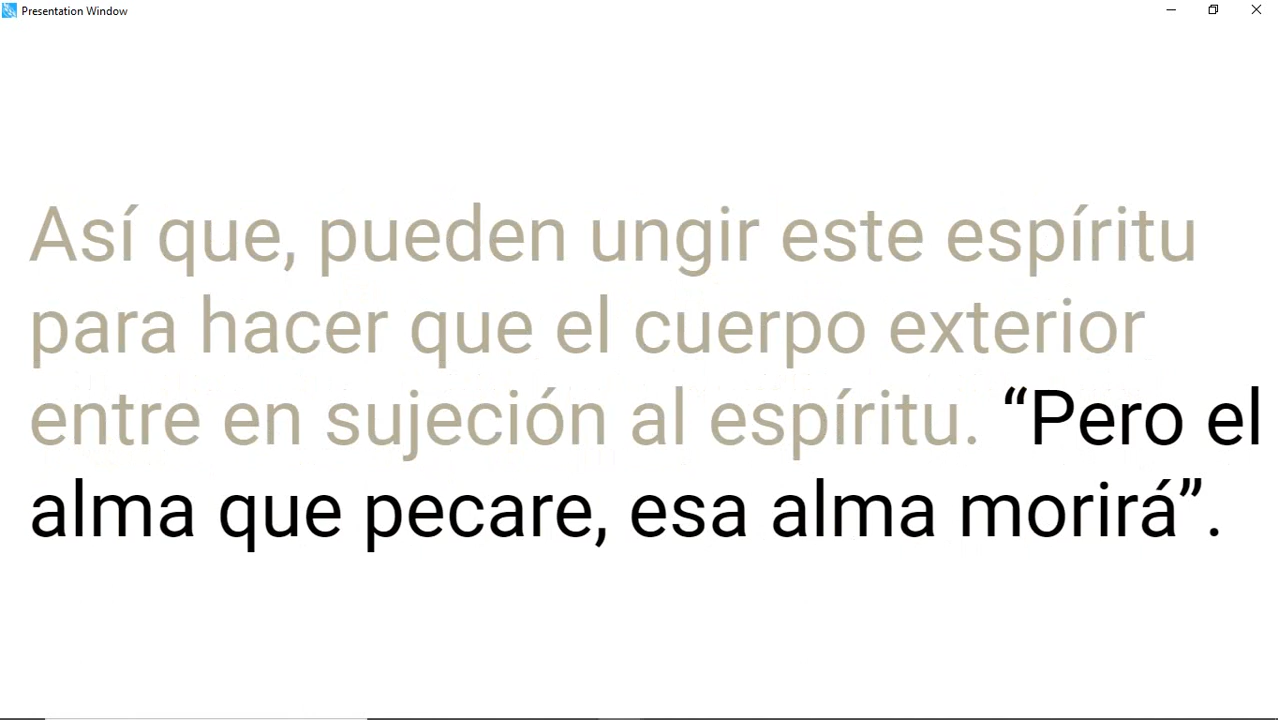 Presentation Window
Así que, pueden ungir este espíritu
para hacer que el cuerpo exterior
entre en sujeción al espíritu. “Pero el
alma que pecare, esa alma morirá”.